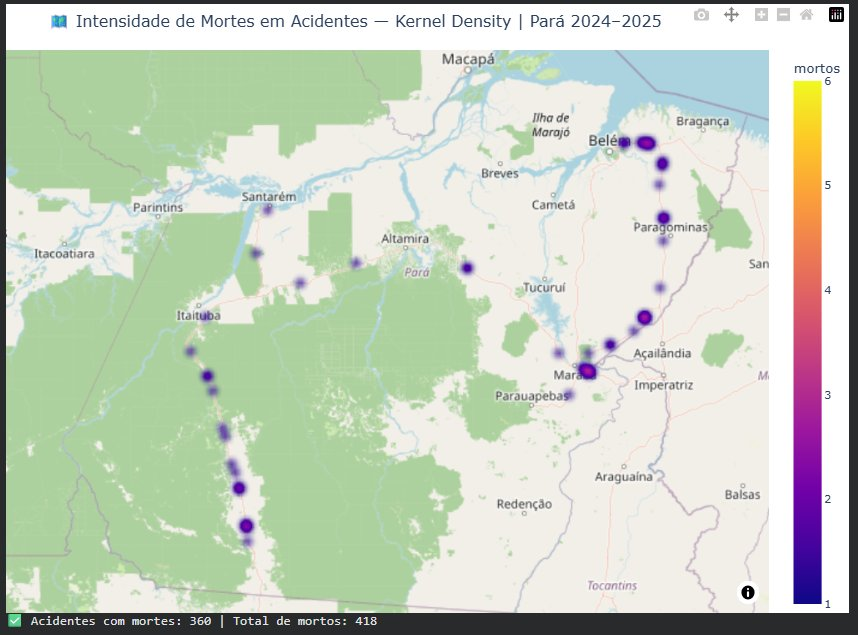 Intensidade de Mortes em Acidentes — Kernel Density | Pará 2024–2025
mortos
6
5
4
3
2
1
Macapá
Ilha de
Marajó
Bragança
Belém
Breves
Santarém
Parintins
Cametá
Paragominas
Altamira
Itacoatiara
Pará
San
Tucuruí
Itaituba
Açailândia
Mara
Imperatriz
M
Parauapebas
Araguaína
Balsas
Redenção
Tocantins
Acidentes com mortes: 360 | Total de mortos: 418